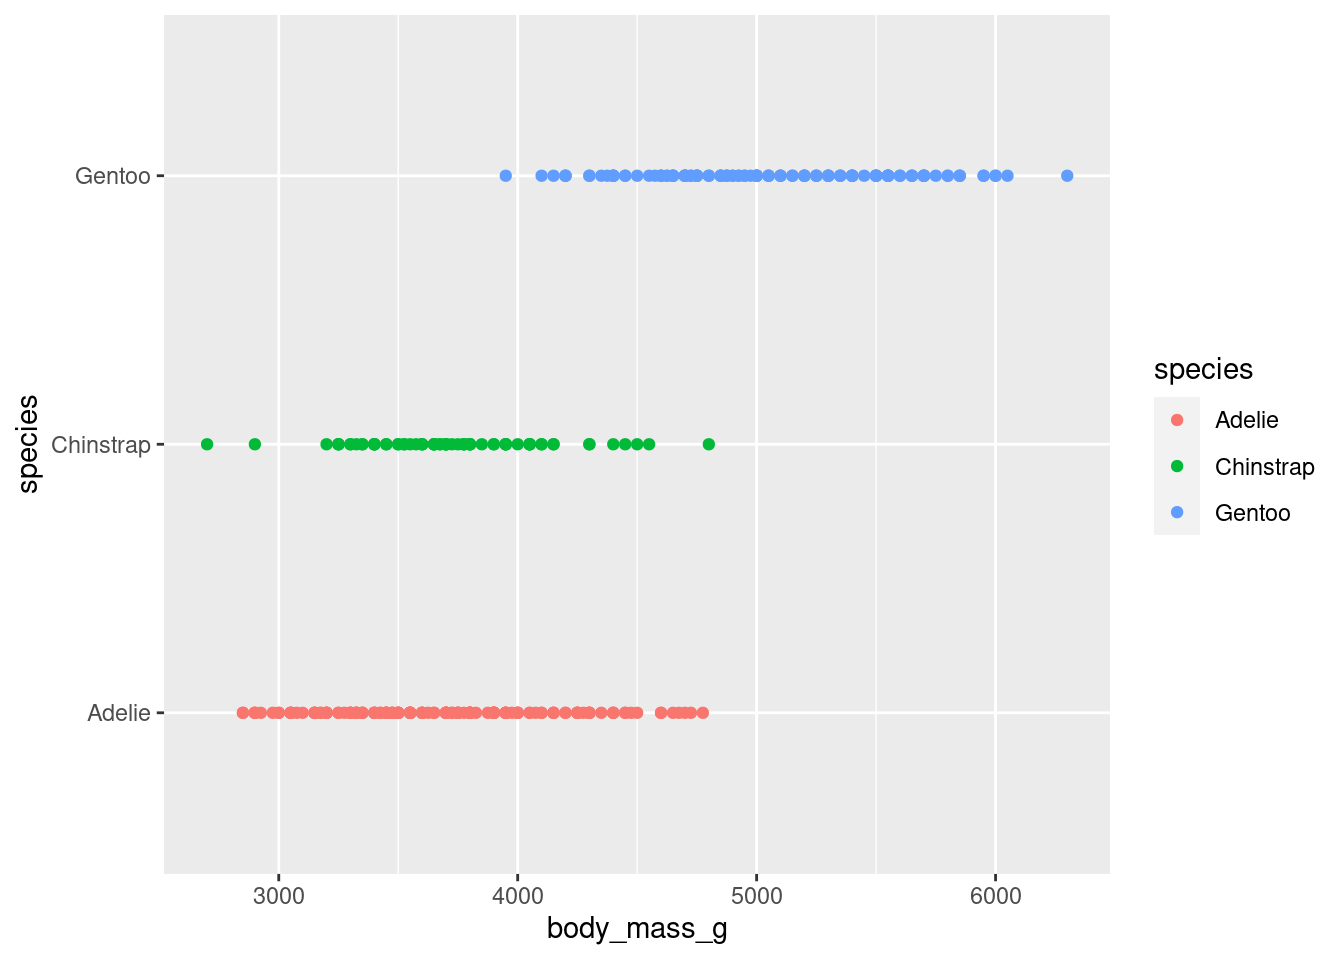 Gentoo
Chinstrap
Adelie
species
3000 4000 5000 6000
body_mass_g
species
Adelie
Chinstrap
Gentoo